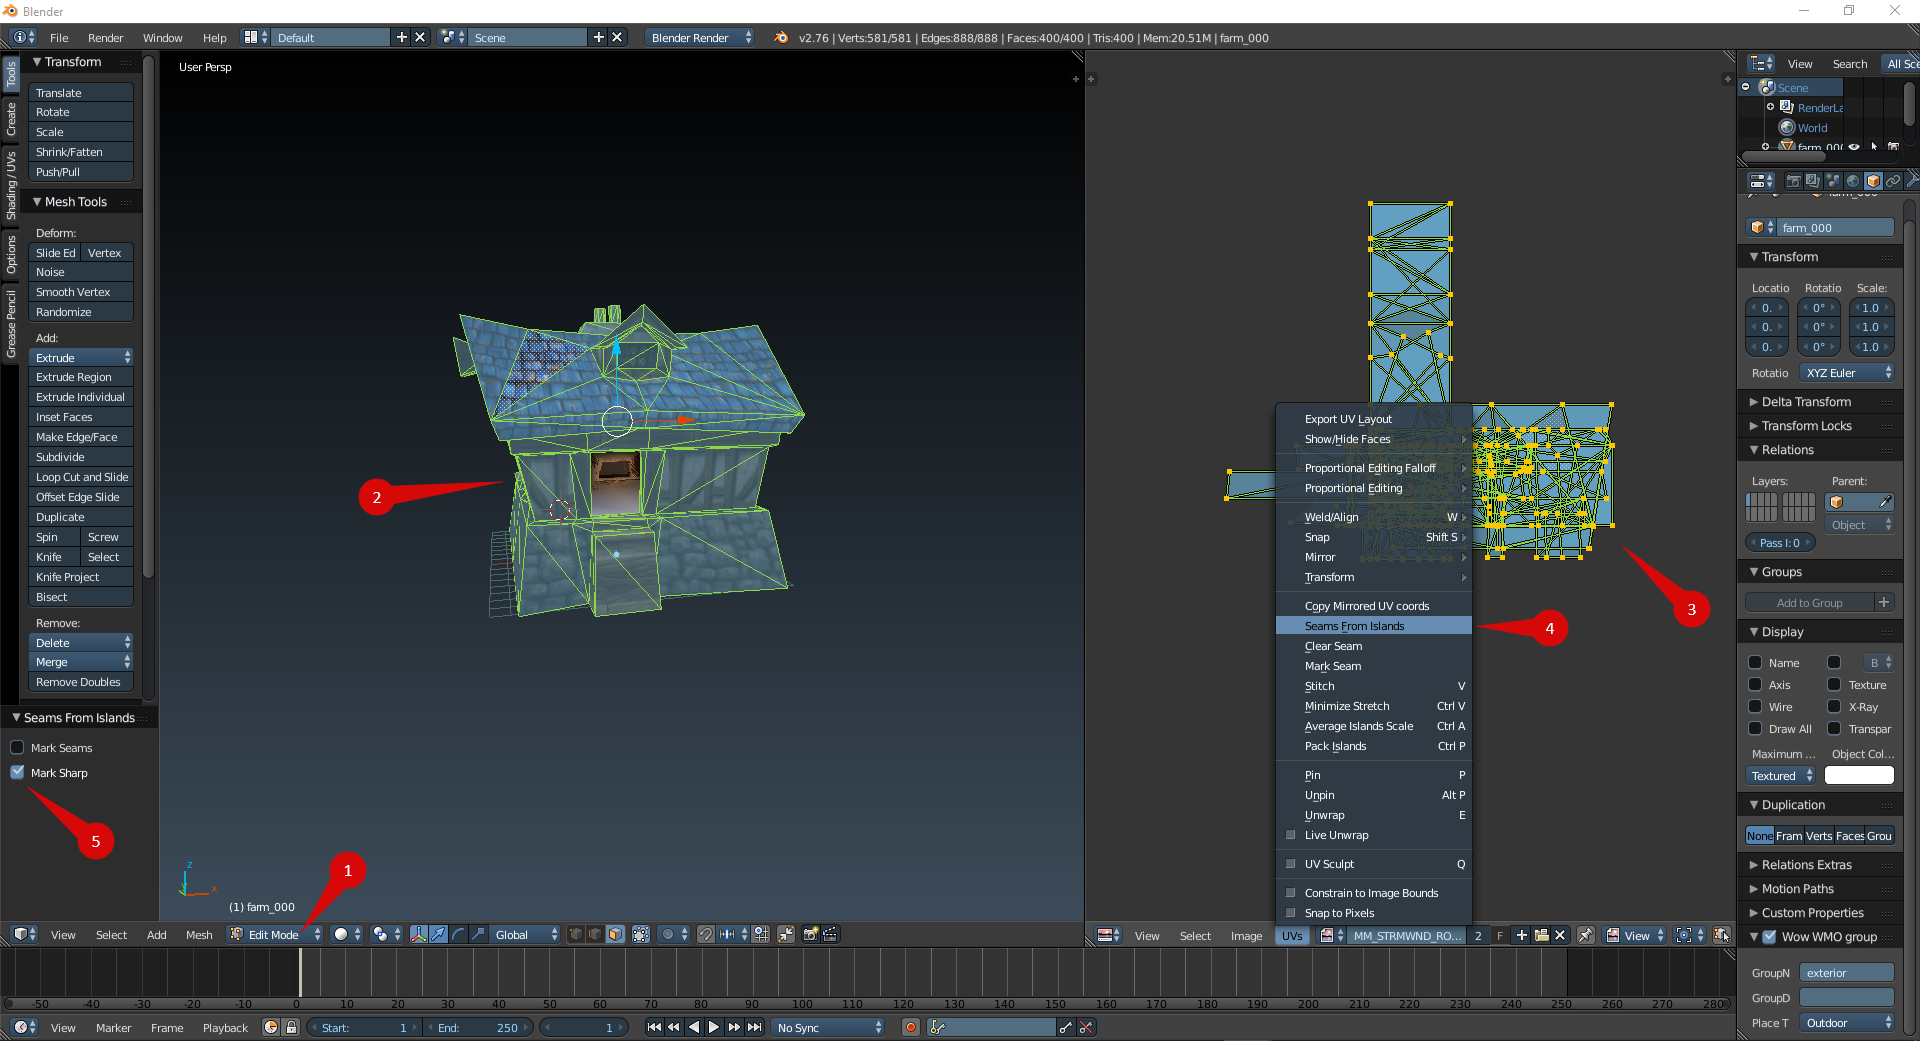 Blender
File Render Window Help Default Scene Blender Render v2.76 | Verts:581/581 | Edges:888/888 | Faces:400/400 | Tris:400 | Mem:20.51M | farm_000
Tools
Create
Shading / UVs
Options
Grease Pencil
Transform
Translate
Rotate
Scale
Shrink/Fatten
Push/Pull
Mesh Tools
Deform:
Slide Ed Vertex
Noise
Smooth Vertex
Randomize
Add:
Extrude
Extrude Region
Extrude Individual
Inset Faces
Make Edge/Face
Subdivide
Loop Cut and Slide
Offset Edge Slide
Duplicate
Spin Screw
Knife Select
Knife Project
Bisect
Remove:
Delete
Merge
Remove Doubles
Seams From Islands
Mark Seams
Mark Sharp
5
User Persp
2
1
z
x
(1) farm_000
View Select Add Mesh Edit Mode Global
3
4
Export UV Layout
Show/Hide Faces
Proportional Editing Falloff
Proportional Editing
Weld/Align W
Snap Shift S
Mirror
Transform
Copy Mirrored UV coords
Seams From Islands
Clear Seam
Mark Seam
Stitch V
Minimize Stretch Ctrl V
Average Islands Scale Ctrl A
Pack Islands Ctrl P
Pin P
Unpin Alt P
Unwrap E
Live Unwrap
UV Sculpt Q
Constrain to Image Bounds
Snap to Pixels
View Select Image UVs MM_STRMWND_RO... 2 F View
View Search All Sce
Scene
RenderLa
World
farm_000
farm_000
Transform
Locatio Rotatio Scale:
0. 0° 1.0
0. 0° 1.0
0. 0° 1.0
Rotatio XYZ Euler
Delta Transform
Transform Locks
Relations
Layers: Parent:
Object
Pass I: 0
Groups
Add to Group
Display
Name B
Axis Texture
Wire X-Ray
Draw All Transpar
Maximum ... Object Col...
Textured
Duplication
None Fram Verts Faces Grou
Relations Extras
Motion Paths
Custom Properties
Wow WMO group
GroupN exterior
GroupD
Place T Outdoor
-50 -40 -30 -20 -10 0 10 20 30 40 50 60 70 80 90 100 110 120 130 140 150 160 170 180 190 200 210 220 230 240 250 260 270 280
View Marker Frame Playback Start: 1 End: 250 1 No Sync